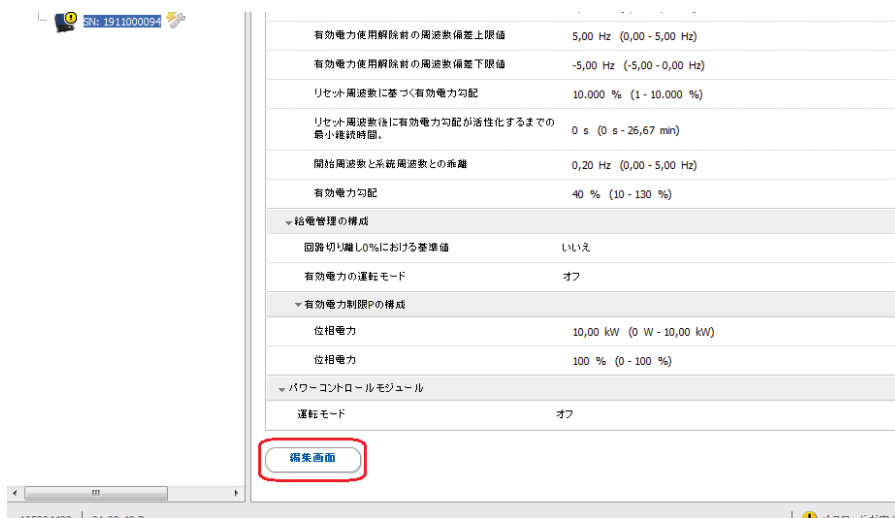 SN: 1911000094
有効電力使用解除前の周波数偏差上限値 5,00 Hz (0,00 - 5,00 Hz)
有効電力使用解除前の周波数偏差下限値 -5,00 Hz (-5,00 - 0,00 Hz)
リセット周波数に基づく有効電力勾配 10.000 % (1 - 10.000 %)
リセット周波数後に有効電力勾配が活性化するまでの
最小継続時間。 0 s (0 s - 26,67 min)
開始周波数と系統周波数との乖離 0,20 Hz (0,00 - 5,00 Hz)
有効電力勾配 40 % (10 - 130 %)
給電管理の構成
回路切り離し0%における基準値 いいえ
有効電力の運転モード オフ
有効電力制限Pの構成
位相電力 10,00 kW (0 W - 10,00 kW)
位相電力 100 % (0 - 100 %)
パワーコントロールモジュール
運転モード オフ
編集画面